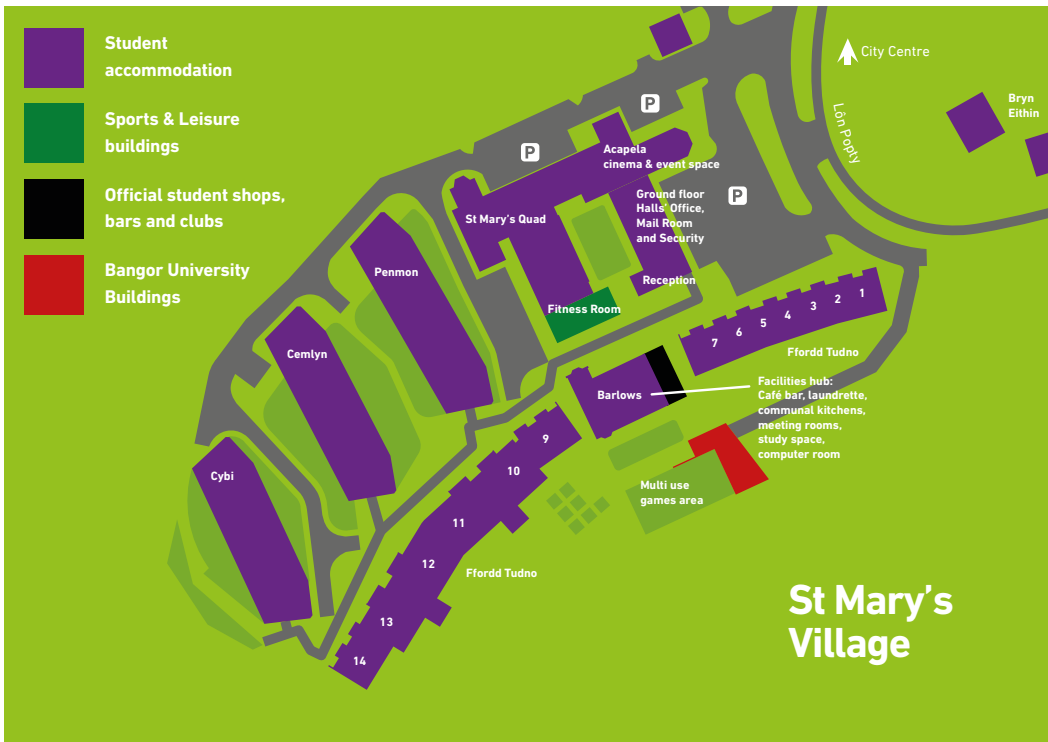 Student
accommodation
Sports & Leisure
buildings
Official student shops,
bars and clubs
Bangor University
Buildings
City Centre
Lôn Popty
Bryn
Eithin
P
P
P
Acapela
cinema & event space
Ground floor
Halls' Office,
Mail Room
and Security
Reception
St Mary's Quad
Fitness Room
Penmon
Cemlyn
Cybi
1
2
3
4
5
6
7
Ffordd Tudno
Barlows
Facilities hub:
Café bar, laundrette,
communal kitchens,
meeting rooms,
study space,
computer room
Multi use
games area
9
10
11
12
13
14
Ffordd Tudno
St Mary's
Village